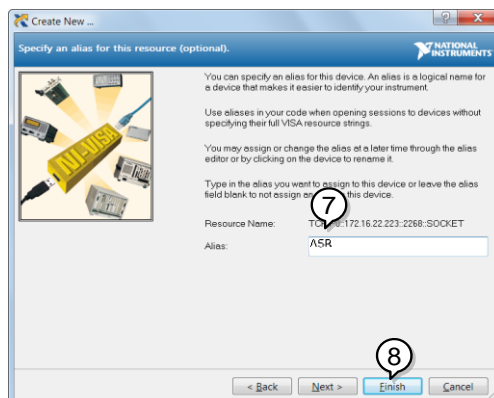 Create New ...
Specify an alias for this resource (optional).
NATIONAL
INSTRUMENTS
You can specify an alias for this device. An alias is a logical name for
a device that makes it easier to identify your instrument.
Use aliases in your code when opening sessions to devices without
specifying their full VISA resource strings.
You may assign or change the alias at a later time through the alias
editor or by clicking on the device to rename it.
Type in the alias you want to assign to this device or leave the alias
field blank to not assign an this device.
NI-VISA
7
Resource Name: ::172.16.22.223::2268::SOCKET
Alias: ASR
8
< Back Next > Finish Cancel